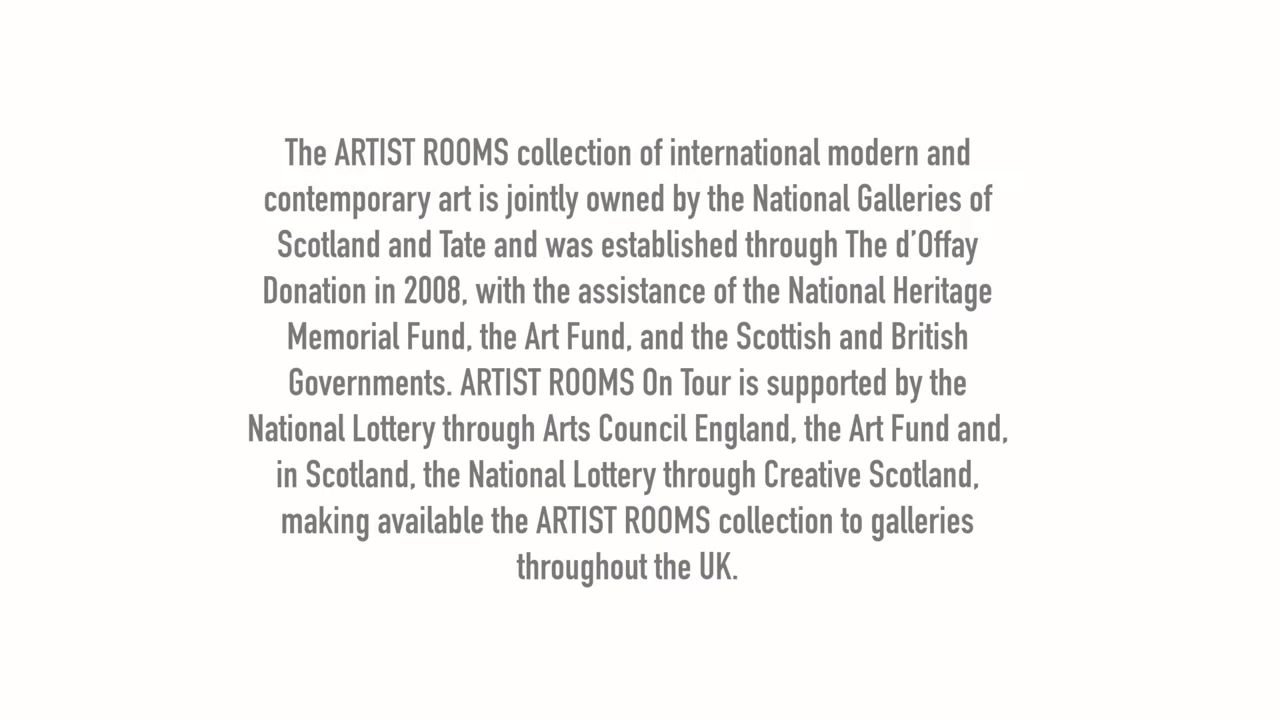 The ARTIST ROOMS collection of international modern and
contemporary art is jointly owned by the National Galleries of
Scotland and Tate and was established through The d’Offay
Donation in 2008, with the assistance of the National Heritage
Memorial Fund, the Art Fund, and the Scottish and British
Governments. ARTIST ROOMS On Tour is supported by the
National Lottery through Arts Council England, the Art Fund and,
in Scotland, the National Lottery through Creative Scotland,
making available the ARTIST ROOMS collection to galleries
throughout the UK.